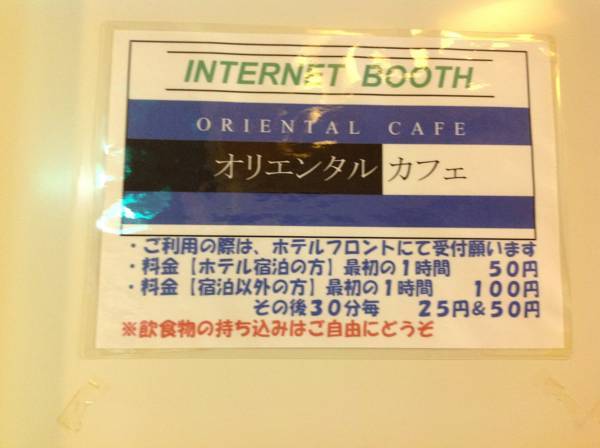 INTERNET BOOTH
ORIENTAL CAFE
オリエンタルカフェ
・ご利用の際は、ホテルフロントにて受付願います
・料金【ホテル宿泊の方】最初の1時間 50円
・料金【宿泊以外の方】最初の1時間 100円
その後30分毎 25円&50円
※飲食物の持ち込みはご自由にどうぞ